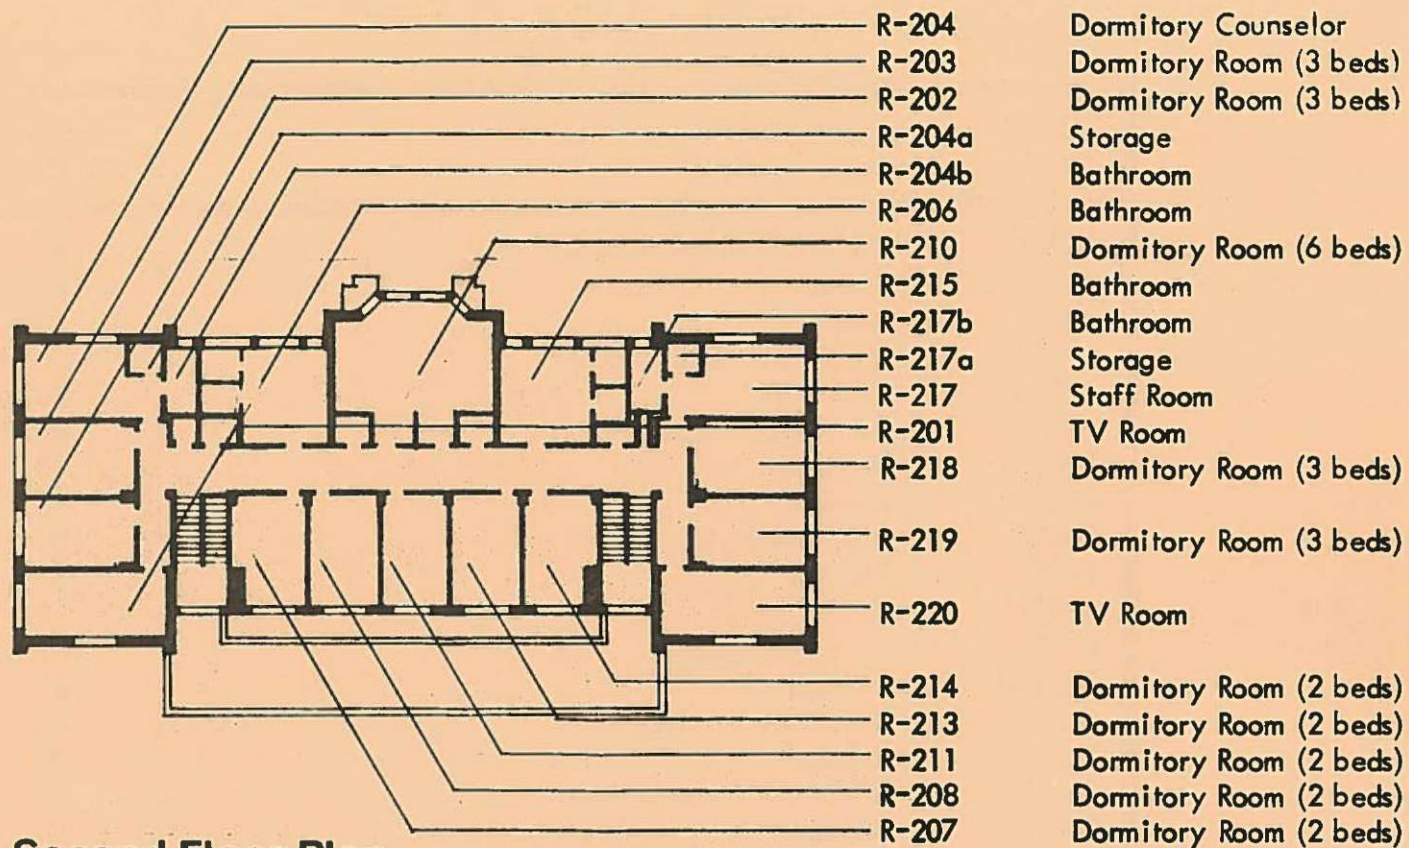 R-204 Dormitory Counselor
R-203 Dormitory Room (3 beds)
R-202 Dormitory Room (3 beds)
R-204a Storage
R-204b Bathroom
R-206 Bathroom
R-210 Dormitory Room (6 beds)
R-215 Bathroom
R-217b Bathroom
R-217a Storage
R-217 Staff Room
R-201 TV Room
R-218 Dormitory Room (3 beds)
R-219 Dormitory Room (3 beds)
R-220 TV Room
R-214 Dormitory Room (2 beds)
R-213 Dormitory Room (2 beds)
R-211 Dormitory Room (2 beds)
R-208 Dormitory Room (2 beds)
R-207 Dormitory Room (2 beds)
Second Floor Plan